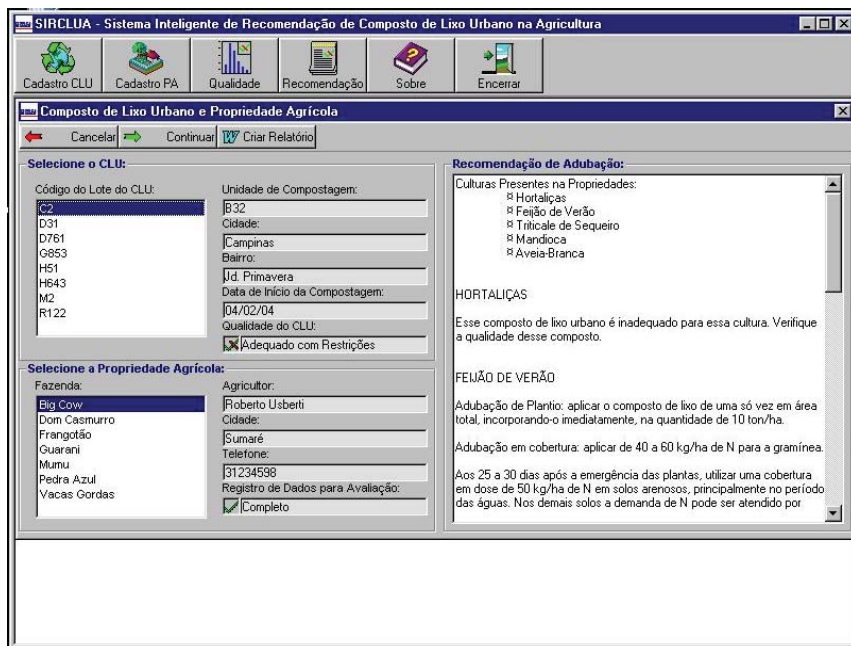 SIRCLUA - Sistema Inteligente de Recomendação de Composto de Lixo Urbano na Agricultura
Cadastro CLU
Cadastro PA
Qualidade
Recomendação
Sobre
Encerrar
Composto de Lixo Urbano e Propriedade Agrícola
Cancelar
Continuar
Criar Relatório
Selecione o CLU:
Código do Lote do CLU:
C2
D31
D761
G853
H51
H643
M2
R122
Unidade de Compostagem:
B32
Cidade:
Campinas
Bairro:
Jd. Primavera
Data de Início da Compostagem:
04/02/04
Qualidade do CLU:
Adequado com Restrições
Selecione a Propriedade Agrícola:
Fazenda:
Big Cow
Dom Casmurro
Frangotão
Guarani
Mumu
Pedra Azul
Vacas Gordas
Agricultor:
Roberto Usberti
Cidade:
Sumaré
Telefone:
31234598
Registro de Dados para Avaliação:
Completo
Recomendação de Adubação:
Culturas Presentes na Propriedades:
¤ Hortaliças
¤ Feijão de Verão
¤ Triticale de Sequeiro
¤ Mandioca
¤ Aveia-Branca
HORTALIÇAS
Esse composto de lixo urbano é inadequado para essa cultura. Verifique
a qualidade desse composto.
FEIJÃO DE VERÃO
Adubação de Plantio: aplicar o composto de lixo de uma só vez em área
total, incorporando-o imediatamente, na quantidade de 10 ton/ha.
Adubação em cobertura: aplicar de 40 a 60 kg/ha de N para a gramínea.
Aos 25 a 30 dias após a emergência das plantas, utilizar uma cobertura
em dose de 50 kg/ha de N em solos arenosos, principalmente no período
das águas. Nos demais solos a demanda de N pode ser atendido por